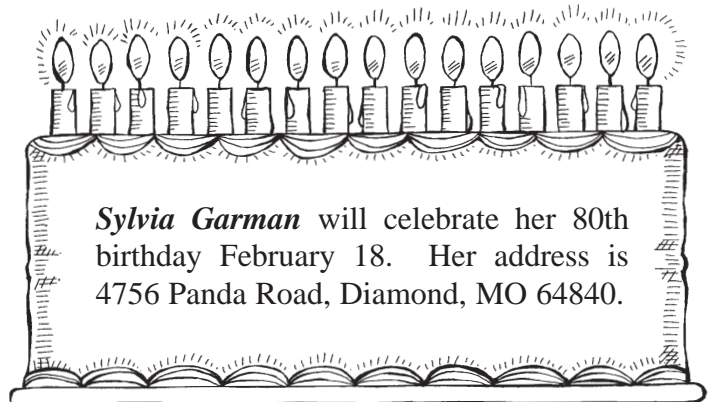 Sylvia Garman will celebrate her 80th
birthday February 18. Her address is
4756 Panda Road, Diamond, MO 64840.